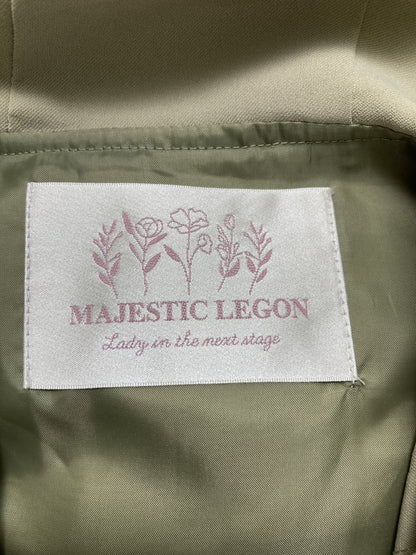 MAJESTIC LEGON
Lady in the next stage